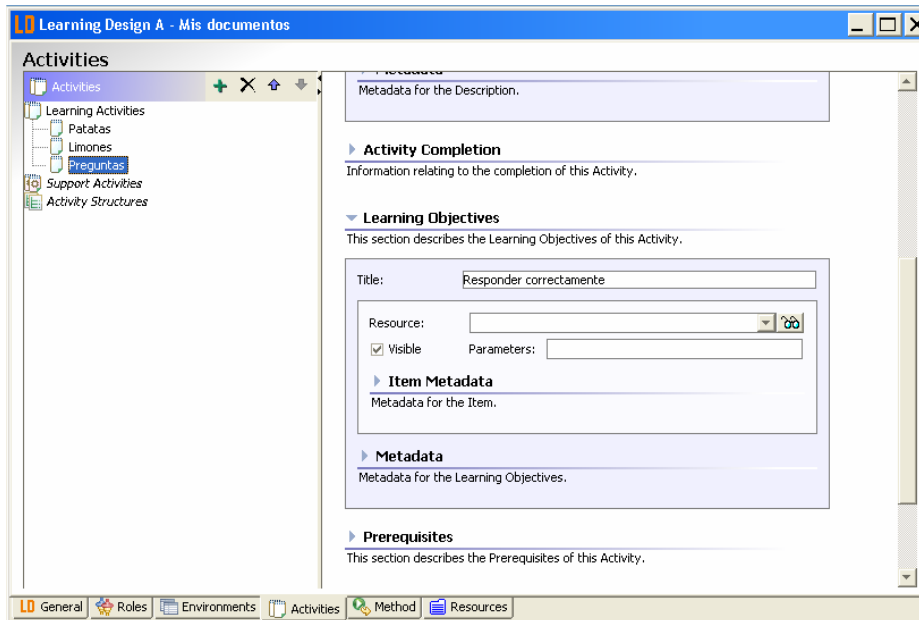 LD Learning Design A - Mis documentos
Activities
Activities
Learning Activities
Patatas
Limones
Preguntas
Support Activities
Activity Structures
Metadata
Metadata for the Description.
Activity Completion
Information relating to the completion of this Activity.
Learning Objectives
This section describes the Learning Objectives of this Activity.
Title: Responder correctamente
Resource:
Visible Parameters:
Item Metadata
Metadata for the Item.
Metadata
Metadata for the Learning Objectives.
Prerequisites
This section describes the Prerequisites of this Activity.
LD General Roles Environments Activities Method Resources